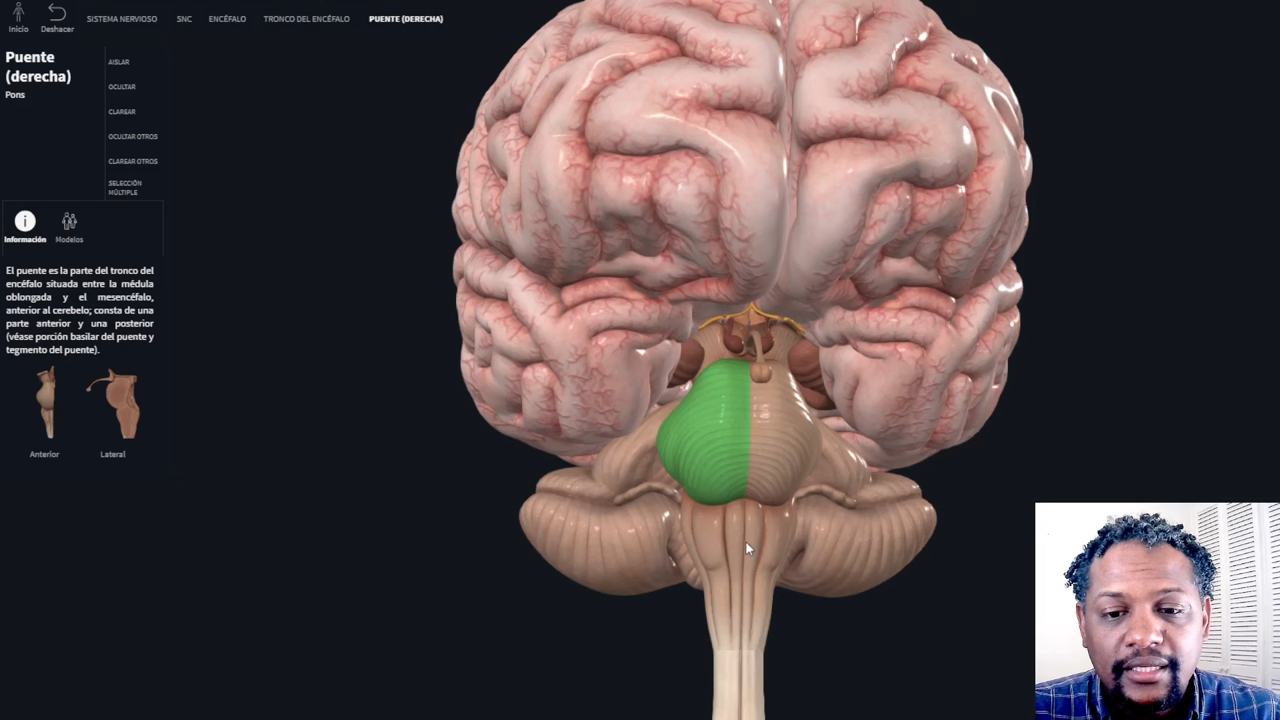 Inicio
Deshacer
SISTEMA NERVIOSO
SNC
ENCÉFALO
TRONCO DEL ENCÉFALO
PUENTE (DERECHA)
Puente
(derecha)
Pons
AISLAR
OCULTAR
CLAREAR
OCULTAR OTROS
CLAREAR OTROS
SELECCIÓN
MÚLTIPLE
Información
Modelos
El puente es la parte del tronco del
encéfalo situada entre la médula
oblongada y el mesencéfalo,
anterior al cerebelo; consta de una
parte anterior y una posterior
(véase porción basilar del puente y
tegmento del puente).
Anterior
Lateral